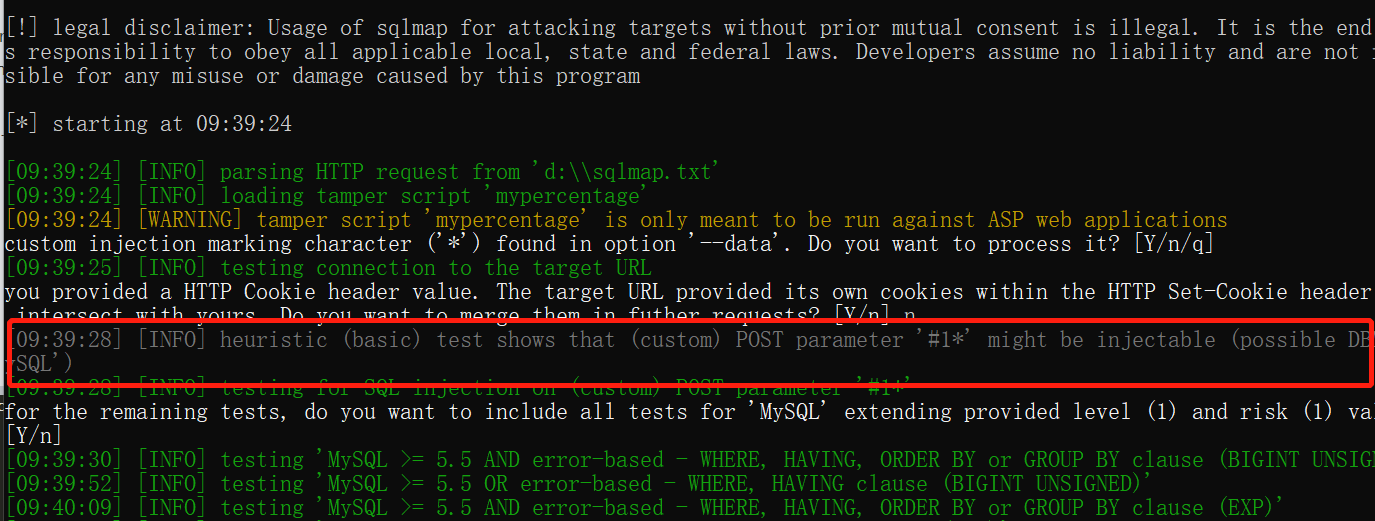 [!] legal disclaimer: Usage of sqlmap for attacking targets without prior mutual consent is illegal. It is the end
s responsibility to obey all applicable local, state and federal laws. Developers assume no liability and are not
sible for any misuse or damage caused by this program
[*] starting at 09:39:24
[09:39:24] [INFO] parsing HTTP request from 'd:\\sqlmap.txt'
[09:39:24] [INFO] loading tamper script 'mypercentage'
[09:39:24] [WARNING] tamper script 'mypercentage' is only meant to be run against ASP web applications
custom injection marking character ('*') found in option '--data'. Do you want to process it? [Y/n/q]
[09:39:25] [INFO] testing connection to the target URL
you provided a HTTP Cookie header value. The target URL provided its own cookies within the HTTP Set-Cookie header
intersect with yours. Do you want to merge them in futher requests? [Y/n] n
[09:39:28] [INFO] heuristic (basic) test shows that (custom) POST parameter '#1*' might be injectable (possible DB
ySQL')
[09:39:28] [INFO] testing for SQL injection on (custom) POST parameter '#1*'
for the remaining tests, do you want to include all tests for 'MySQL' extending provided level (1) and risk (1) va
[Y/n]
[09:39:30] [INFO] testing 'MySQL >= 5.5 AND error-based - WHERE, HAVING, ORDER BY or GROUP BY clause (BIGINT UNSIG
[09:39:52] [INFO] testing 'MySQL >= 5.5 OR error-based - WHERE, HAVING clause (BIGINT UNSIGNED)'
[09:40:09] [INFO] testing 'MySQL >= 5.5 AND error-based - WHERE, HAVING, ORDER BY or GROUP BY clause (EXP)'